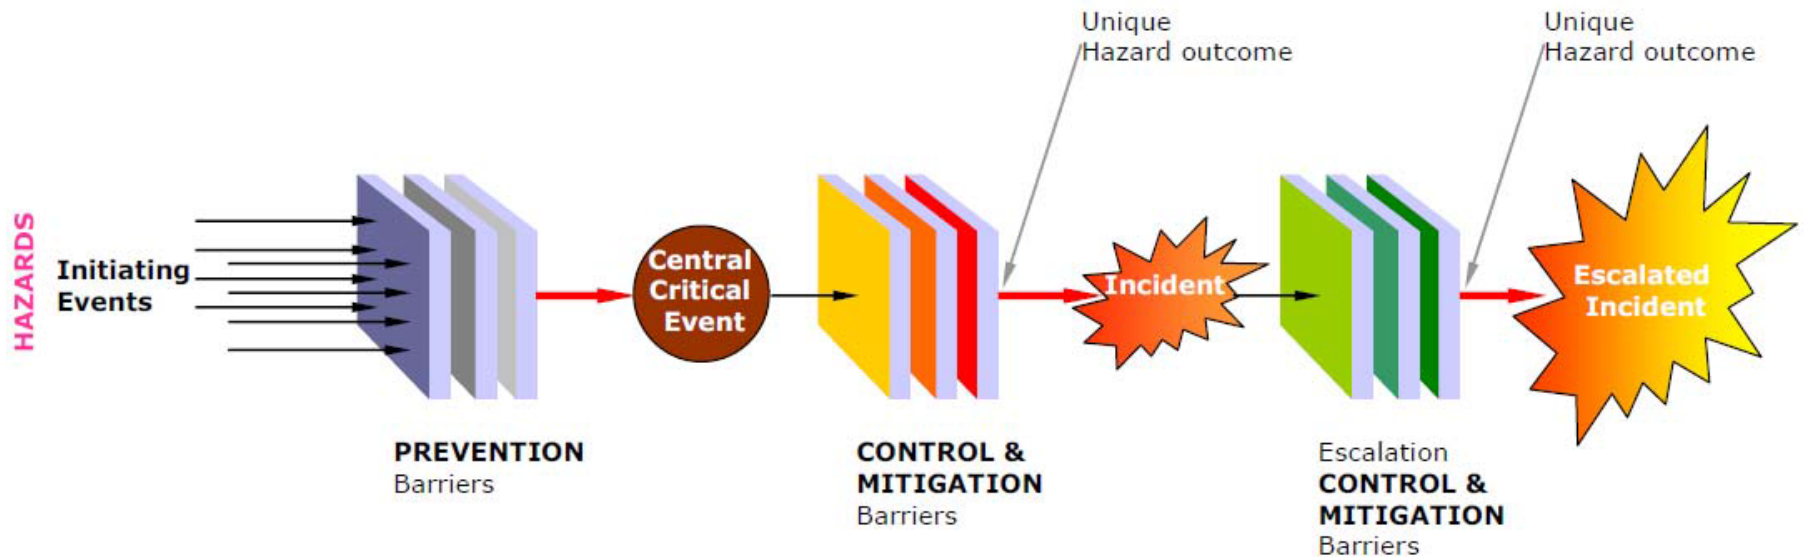 HAZARDS
Initiating
Events
PREVENTION
Barriers
Central
Critical
Event
CONTROL &
MITIGATION
Barriers
Unique
Hazard outcome
Incident
Escalation
CONTROL &
MITIGATION
Barriers
Unique
Hazard outcome
Escalated
Incident